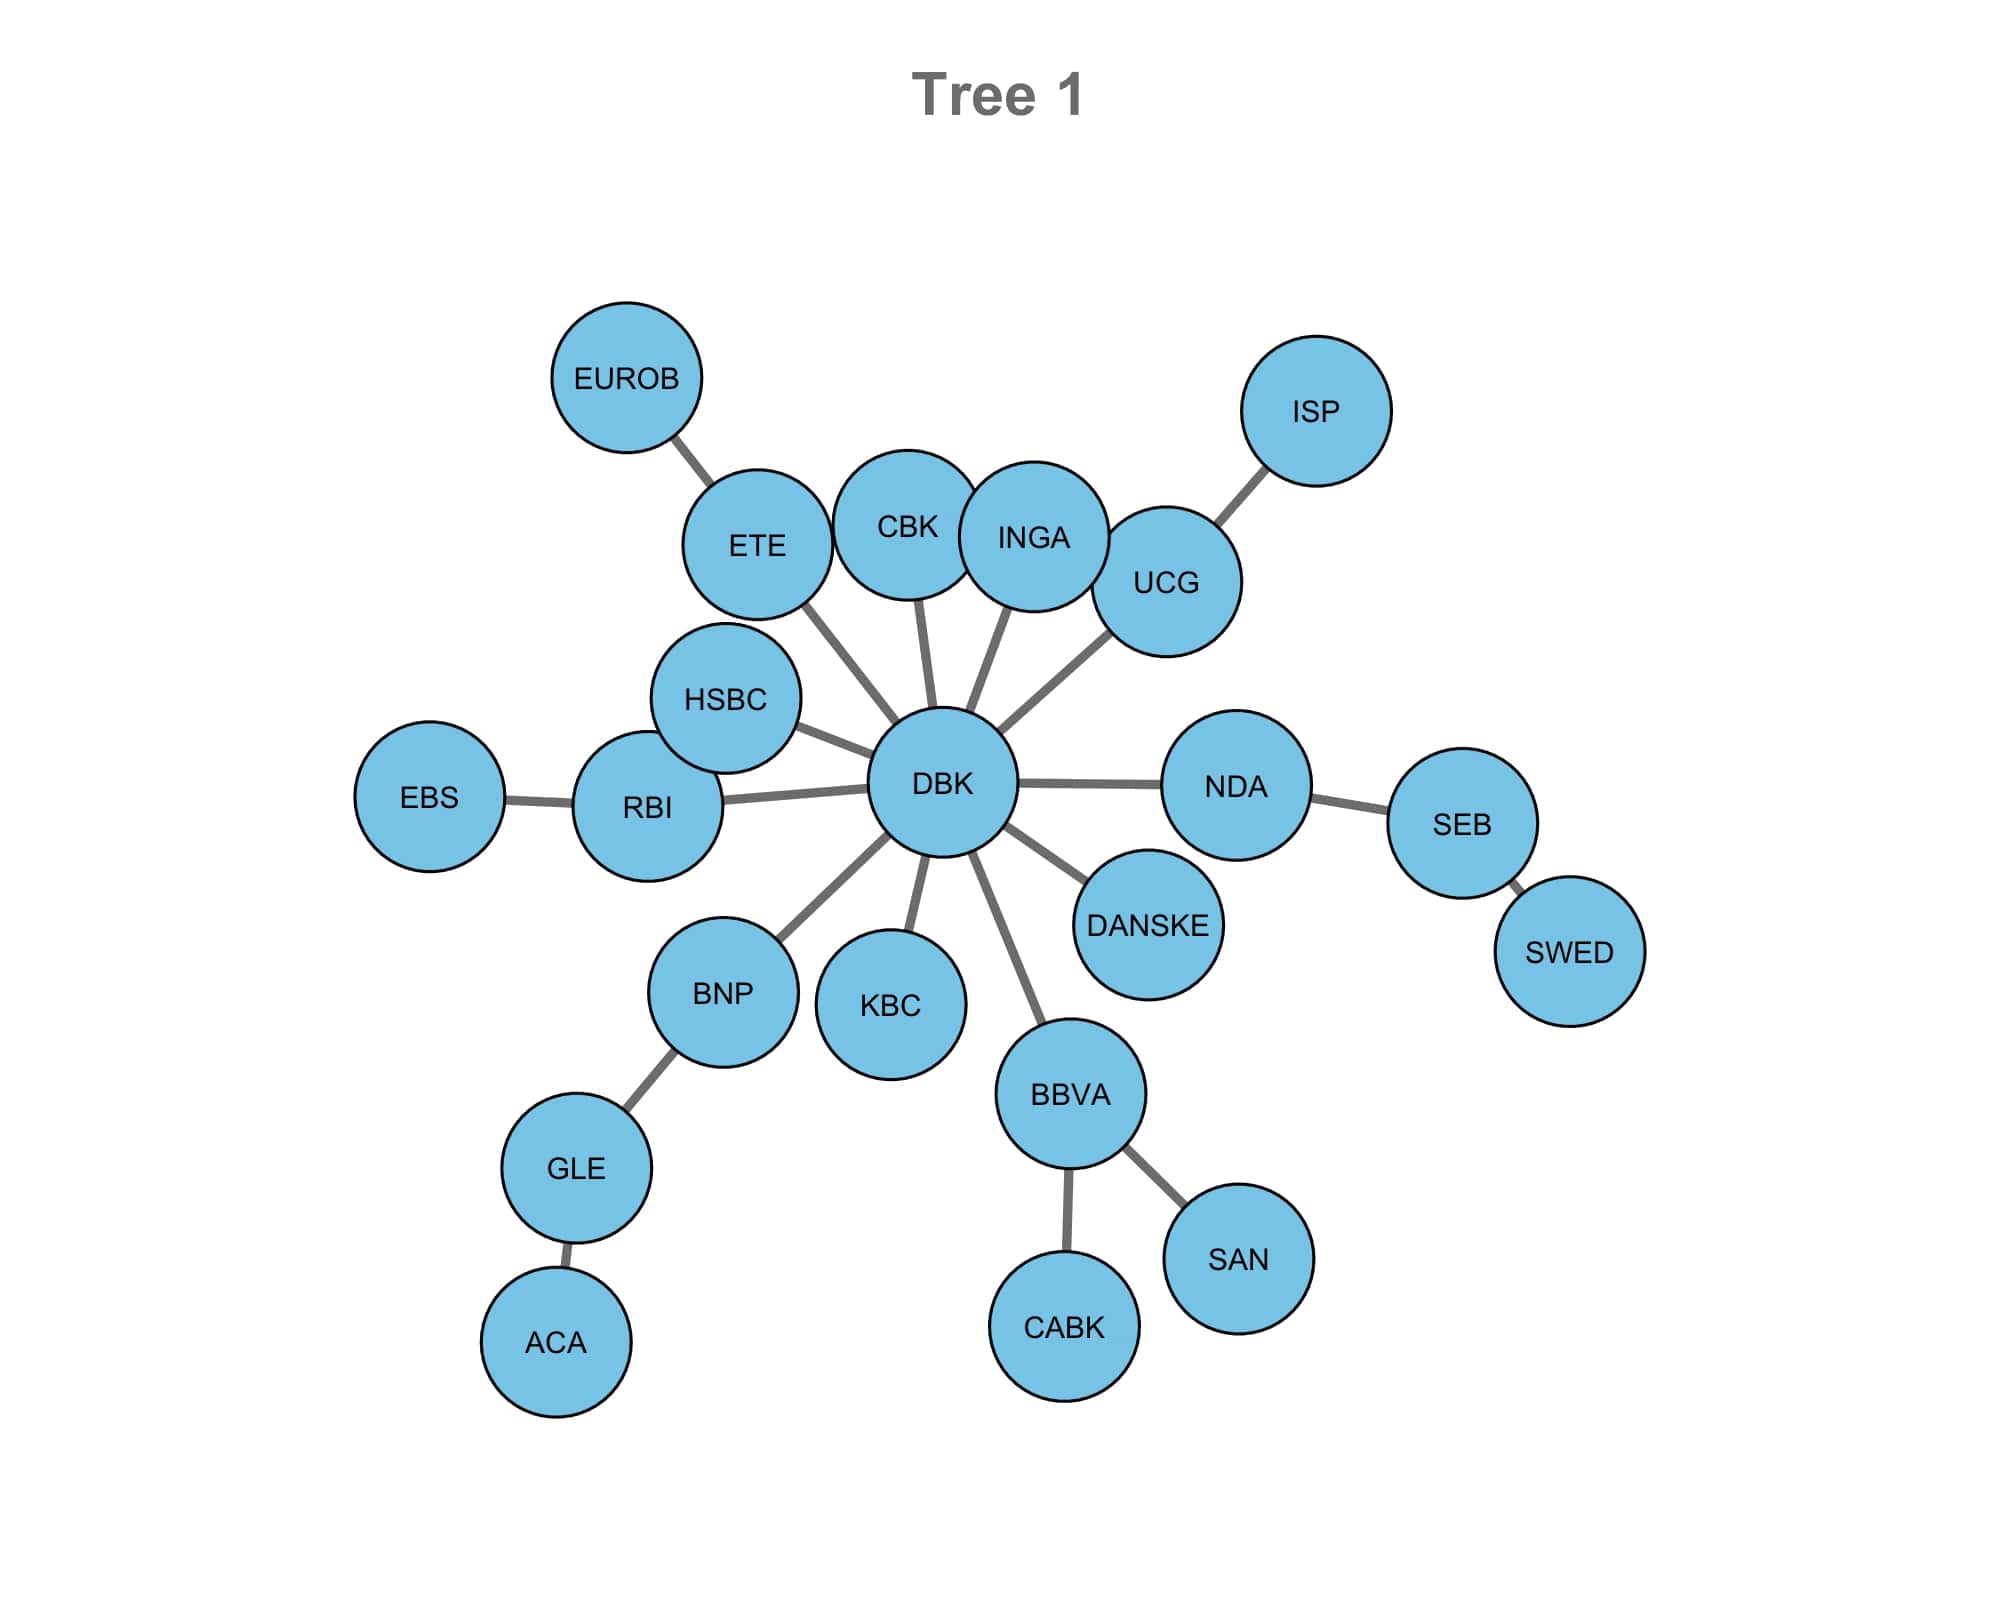 Tree 1
EUROB
ISP
ETE
CBK
INGA
UCG
HSBC
DBK
NDA
EBS
RBI
SEB
DANSKE
SWED
BNP
KBC
BBVA
GLE
SAN
CABK
ACA